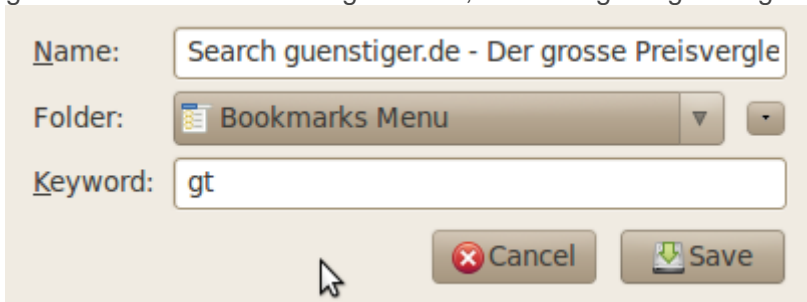 Name: Search guenstiger.de - Der grosse Preisvergle
Folder: Bookmarks Menu
Keyword: gt
Cancel Save